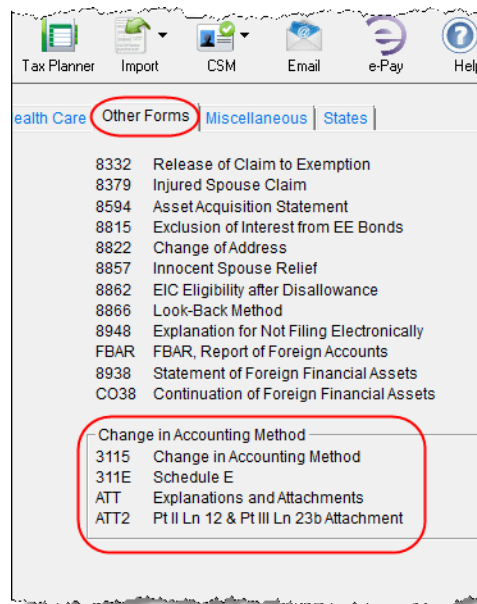 Tax Planner Import CSM Email e-Pay Help
ealth Care Other Forms Miscellaneous States
8332 Release of Claim to Exemption
8379 Injured Spouse Claim
8594 Asset Acquisition Statement
8815 Exclusion of Interest from EE Bonds
8822 Change of Address
8857 Innocent Spouse Relief
8862 EIC Eligibility after Disallowance
8866 Look-Back Method
8948 Explanation for Not Filing Electronically
FBAR FBAR, Report of Foreign Accounts
8938 Statement of Foreign Financial Assets
CO38 Continuation of Foreign Financial Assets
Change in Accounting Method
3115 Change in Accounting Method
311E Schedule E
ATT Explanations and Attachments
ATT2 Pt II Ln 12 & Pt III Ln 23b Attachment